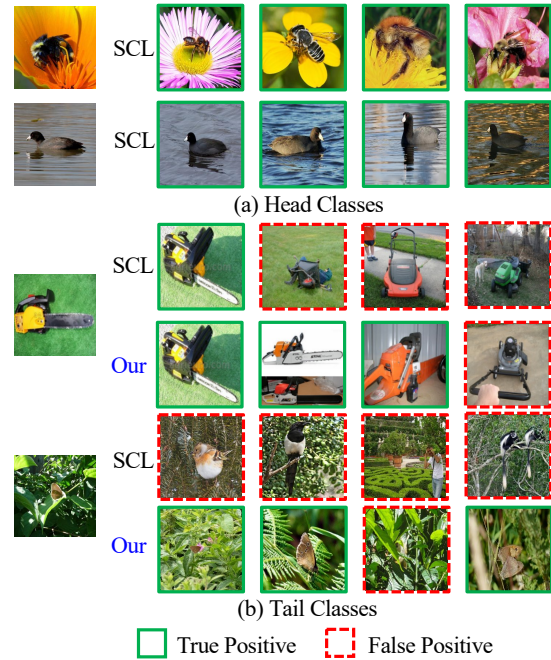 SCL
SCL
(a) Head Classes
SCL
Our
SCL
Our
(b) Tail Classes
True Positive
False Positive